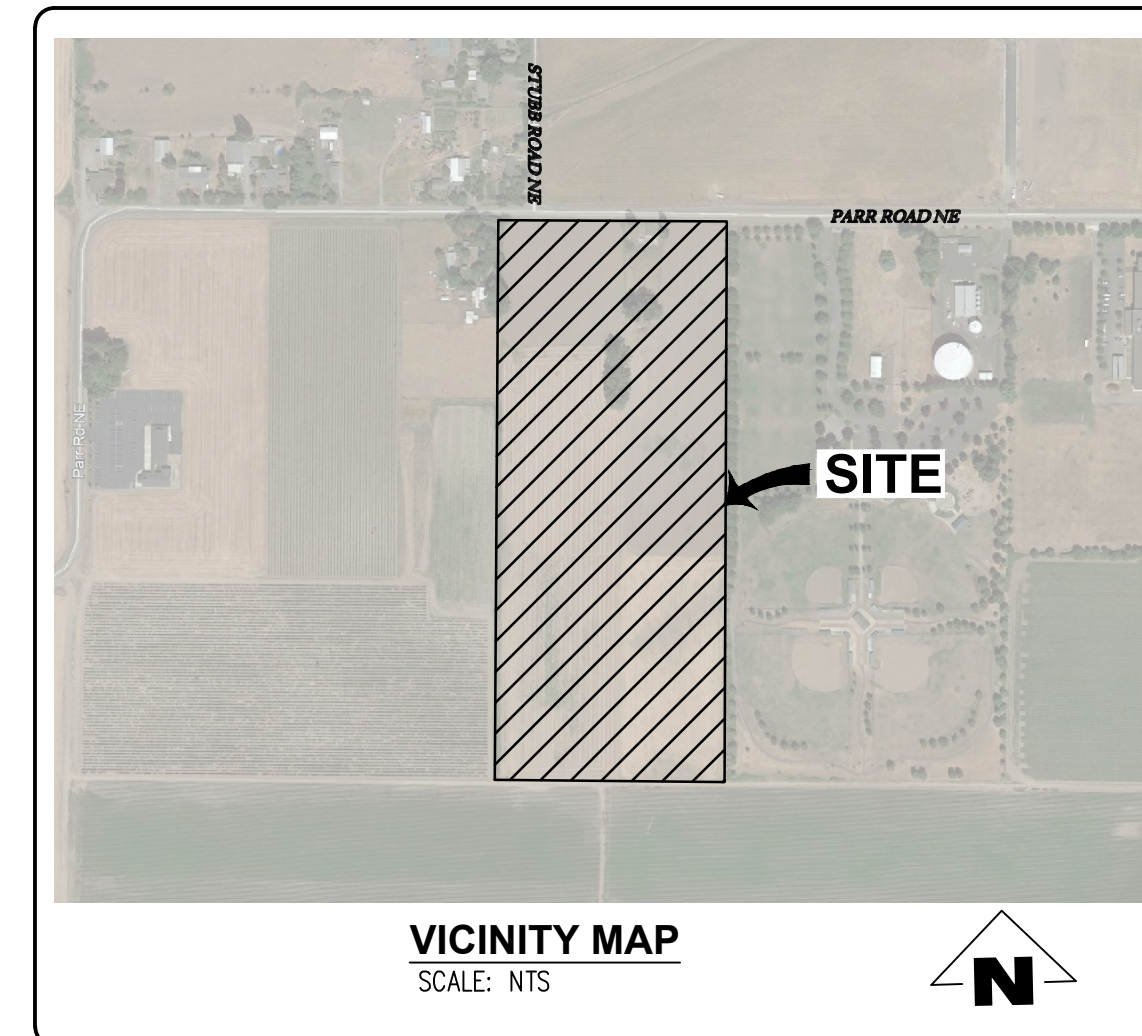 STUBB ROAD NE
PARR ROAD NE
Parr-Rd-NE
SITE
VICINITY MAP
SCALE: NTS
N